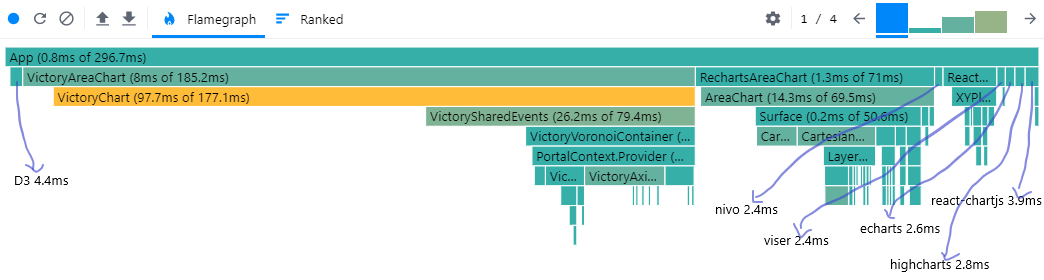 Flamegraph Ranked 1 / 4
App (0.8ms of 296.7ms)
VictoryAreaChart (8ms of 185.2ms) RechartsAreaChart (1.3ms of 71ms) React...
VictoryChart (97.7ms of 177.1ms) AreaChart (14.3ms of 69.5ms) XYPl...
VictorySharedEvents (26.2ms of 79.4ms) Surface (0.2ms of 50.6ms)
VictoryVoronoiContainer (... Car... Cartesian...
PortalContext.Provider (... Layer...
Vic... VictoryAxi...
D3 4.4ms
nivo 2.4ms
react-chartjs 3.9ms
echarts 2.6ms
viser 2.4ms
highcharts 2.8ms